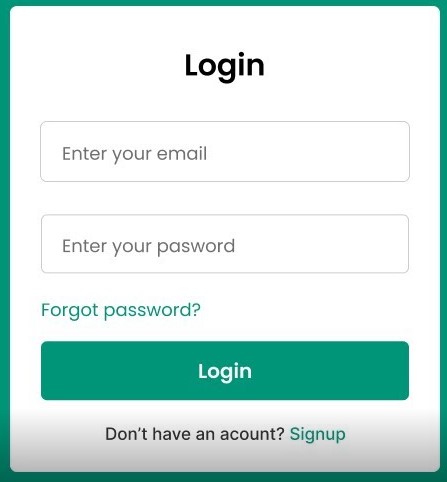 Login
Enter your email
Enter your pasword
Forgot password?
Login
Don't have an acount? Signup